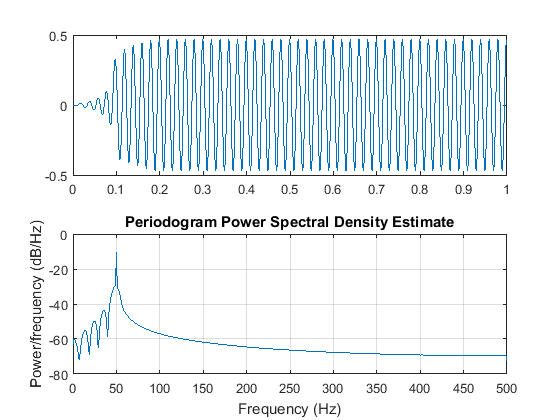 0.5
0
-0.5
0 0.1 0.2 0.3 0.4 0.5 0.6 0.7 0.8 0.9 1
Periodogram Power Spectral Density Estimate
Power/frequency (dB/Hz)
0
-20
-40
-60
-80
0 50 100 150 200 250 300 350 400 450 500
Frequency (Hz)